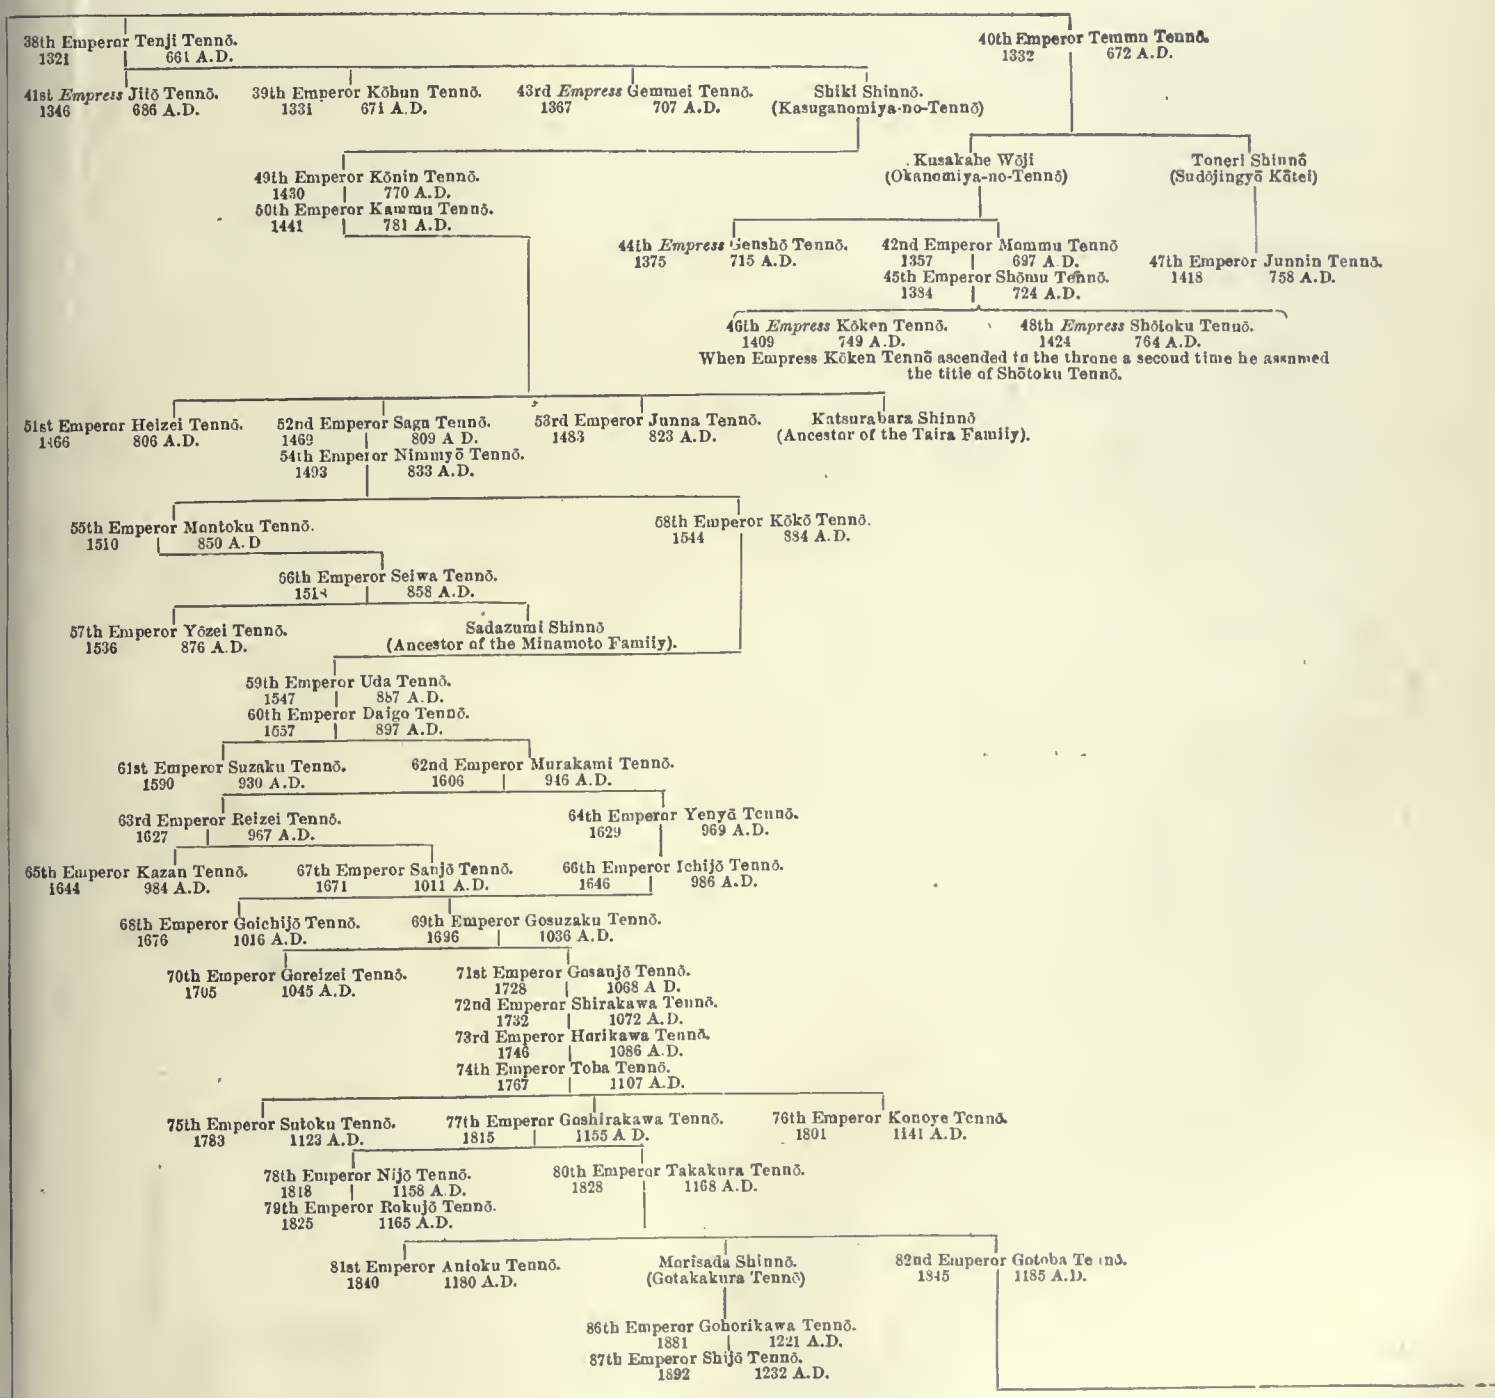 38th Emperor Tenji Tennō.
1321 661 A.D.
40th Emperor Temmn Tennō.
1332 672 A.D.
41st Empress Jitō Tennō.
1346 686 A.D.
39th Emperor Kōbun Tennō.
1331 671 A.D.
43rd Empress Gemmei Tennō.
1367 707 A.D.
Shiki Shinnō.
(Kasuganomiya-no-Tennō)
49th Emperor Kōnin Tennō.
1430 770 A.D.
50th Emperor Kammu Tennō.
1441 781 A.D.
Kusakabe Wōji
(Okanomiya-no-Tennō)
Toneri Shinnō
(Sudōjingyō Kōtei)
44th Empress Genshō Tennō.
1375 715 A.D.
42nd Emperor Mommu Tennō
1357 697 A.D.
45th Emperor Shōmu Tennō.
1384 724 A.D.
47th Emperor Junnin Tennō.
1418 758 A.D.
46th Empress Kōken Tennō.
1409 749 A.D.
48th Empress Shōtoku Tennō.
1424 764 A.D.
When Empress Kōken Tennō ascended to the throne a second time he assnmed
the title of Shōtoku Tennō.
51st Emperor Heizei Tennō.
1466 806 A.D.
52nd Emperor Saga Tennō.
1469 809 A D.
53rd Emperor Junna Tennō.
1483 823 A.D.
Katsurabara Shinnō
(Ancestor of the Taira Family).
54th Emperor Nimmyō Tennō.
1493 833 A.D.
55th Emperor Montoku Tennō.
1510 850 A.D
58th Emperor Kōkō Tennō.
1544 884 A.D.
56th Emperor Seiwa Tennō.
1518 858 A.D.
57th Emperor Yōzei Tennō.
1536 876 A.D.
Sadazumi Shinnō
(Ancestor of the Minamoto Family).
59th Emperor Uda Tennō.
1547 887 A.D.
60th Emperor Daigo Tennō.
1557 897 A.D.
61st Emperor Suzaku Tennō.
1590 930 A.D.
62nd Emperor Murakami Tennō.
1606 946 A.D.
63rd Emperor Reizei Tennō.
1627 967 A.D.
64th Emperor Yenyū Tennō.
1629 969 A.D.
65th Emperor Kazan Tennō.
1644 984 A.D.
67th Emperor Sanjō Tennō.
1671 1011 A.D.
66th Emperor Ichijō Tennō.
1646 986 A.D.
68th Emperor Goichijō Tennō.
1676 1016 A.D.
69th Emperor Gosuzaku Tennō.
1696 1036 A.D.
70th Emperor Goreizei Tennō.
1705 1045 A.D.
71st Emperor Gosanjō Tennō.
1728 1068 A D.
72nd Emperor Shirakawa Tennō.
1732 1072 A.D.
73rd Emperor Horikawa Tennō.
1746 1086 A.D.
74th Emperor Toba Tennō.
1767 1107 A.D.
75th Emperor Sutoku Tennō.
1783 1123 A.D.
77th Emperor Goshirakawa Tennō.
1815 1155 A D.
76th Emperor Konoye Tennō.
1801 1141 A.D.
78th Emperor Nijō Tennō.
1818 1158 A.D.
79th Emperor Rokujō Tennō.
1825 1165 A.D.
80th Emperor Takakura Tennō.
1828 1168 A.D.
81st Emperor Antoku Tennō.
1840 1180 A.D.
Morisada Shinnō.
(Gotakakura Tennō)
82nd Emperor Gotoba Tennō.
1845 1185 A.D.
86th Emperor Gohorikawa Tennō.
1881 1221 A.D.
87th Emperor Shijō Tennō.
1892 1232 A.D.